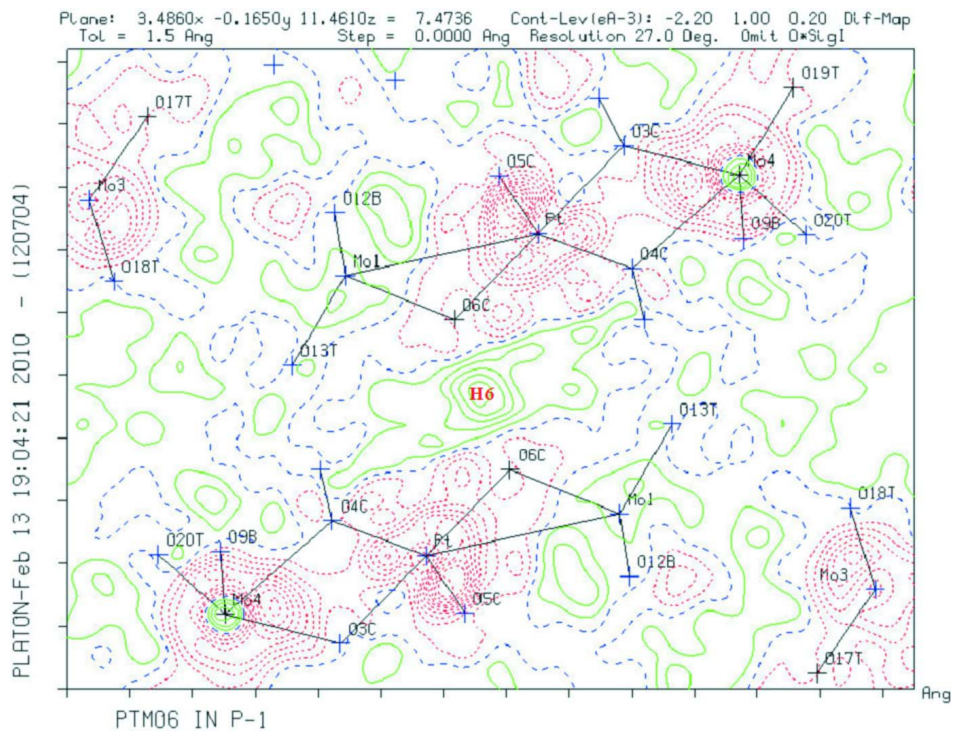 Plane: 3.4860x -0.1650y 11.4610z = 7.4736 Cont-Lev(eA-3): -2.20 1.00 0.20 Dif-Map
Tol = 1.5 Ang Step = 0.0000 Ang Resolution 27.0 Deg. Omit 0*SigI
PLATON-Feb 13 19:04:21 2010 - (120704)
O17T
O19T
O3C
Mo4
O5C
Mo3
O12B
Pt
O9B
O20T
O18T
Mo1
O4C
O6C
O13T
H6
O13T
O6C
O4C
Mo1
O18T
O20T
O9B
Pt
O12B
Mo3
Mo4
O5C
O3C
O17T
Ang
PTMO6 IN P-1